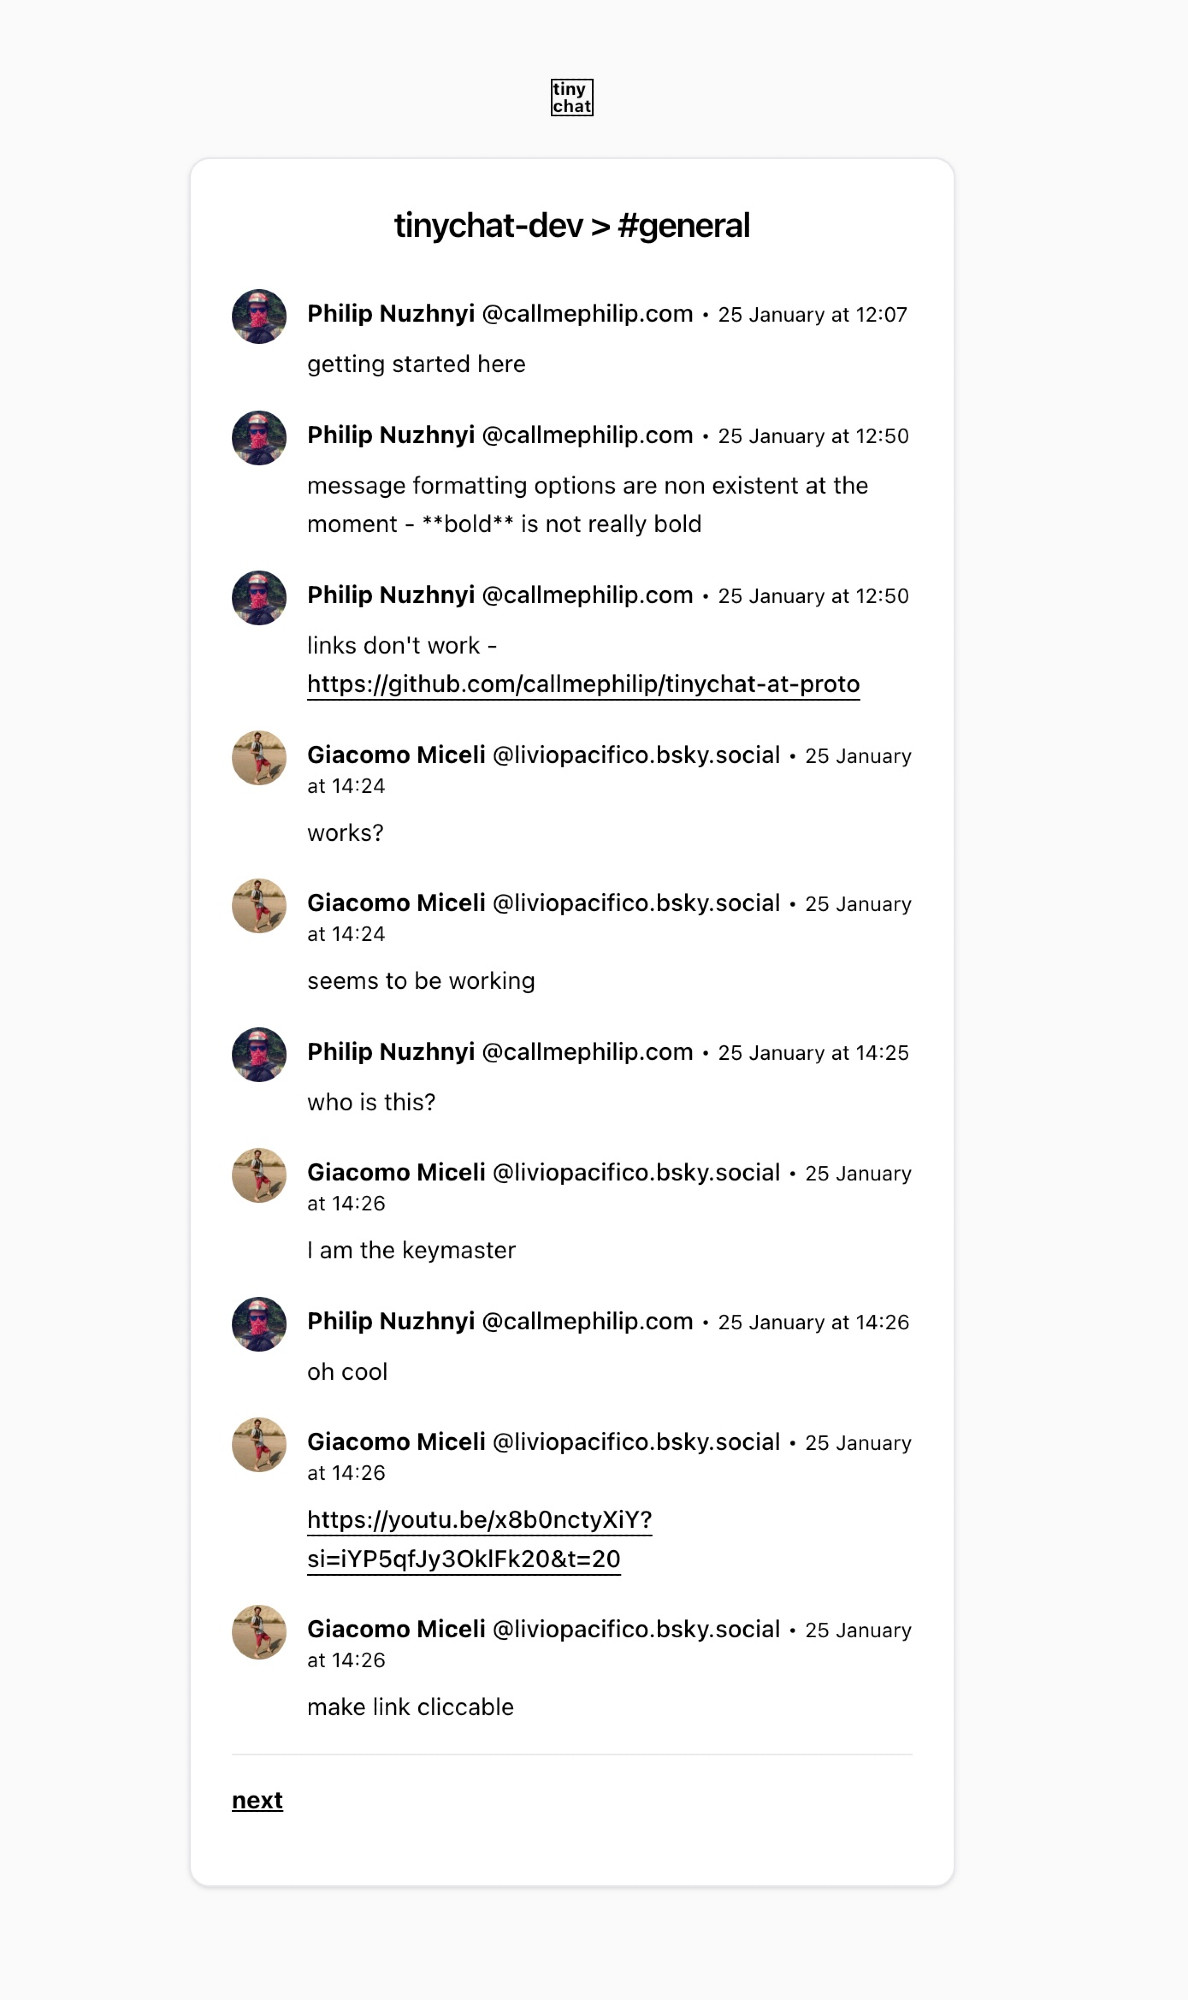 tiny
chat
tinychat-dev > #general
Philip Nuzhnyi @callmephilip.com • 25 January at 12:07
getting started here
Philip Nuzhnyi @callmephilip.com • 25 January at 12:50
message formatting options are non existent at the
moment - **bold** is not really bold
Philip Nuzhnyi @callmephilip.com • 25 January at 12:50
links don't work -
https://github.com/callmephilip/tinychat-at-proto
Giacomo Miceli @liviopacifico.bsky.social • 25 January
at 14:24
works?
Giacomo Miceli @liviopacifico.bsky.social • 25 January
at 14:24
seems to be working
Philip Nuzhnyi @callmephilip.com • 25 January at 14:25
who is this?
Giacomo Miceli @liviopacifico.bsky.social • 25 January
at 14:26
I am the keymaster
Philip Nuzhnyi @callmephilip.com • 25 January at 14:26
oh cool
Giacomo Miceli @liviopacifico.bsky.social • 25 January
at 14:26
https://youtu.be/x8b0nctyXiY?
si=iYP5qfJy3OklFk20&t=20
Giacomo Miceli @liviopacifico.bsky.social • 25 January
at 14:26
make link cliccable
next